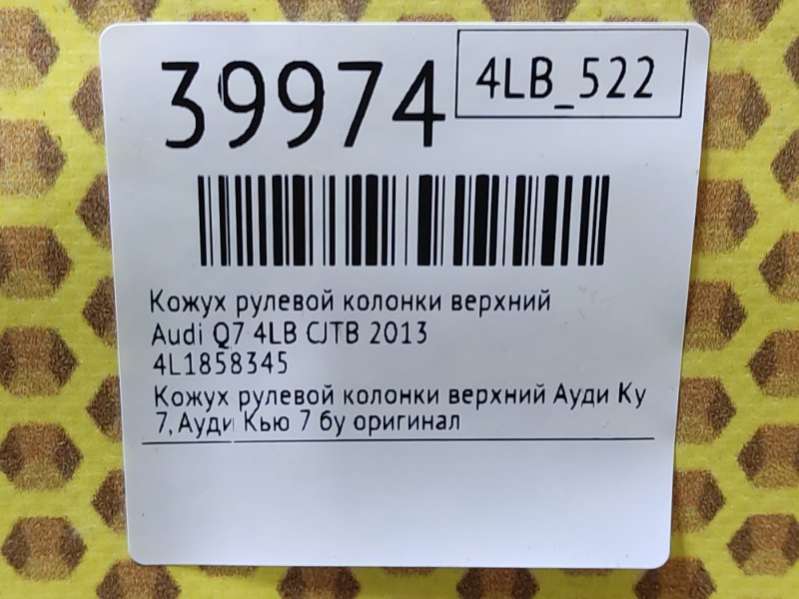 39974
4LB_522
Кожух рулевой колонки верхний
Audi Q7 4LB CJTB 2013
4L1858345
Кожух рулевой колонки верхний Ауди Ку
7,Ауди Кью 7 бу оригинал